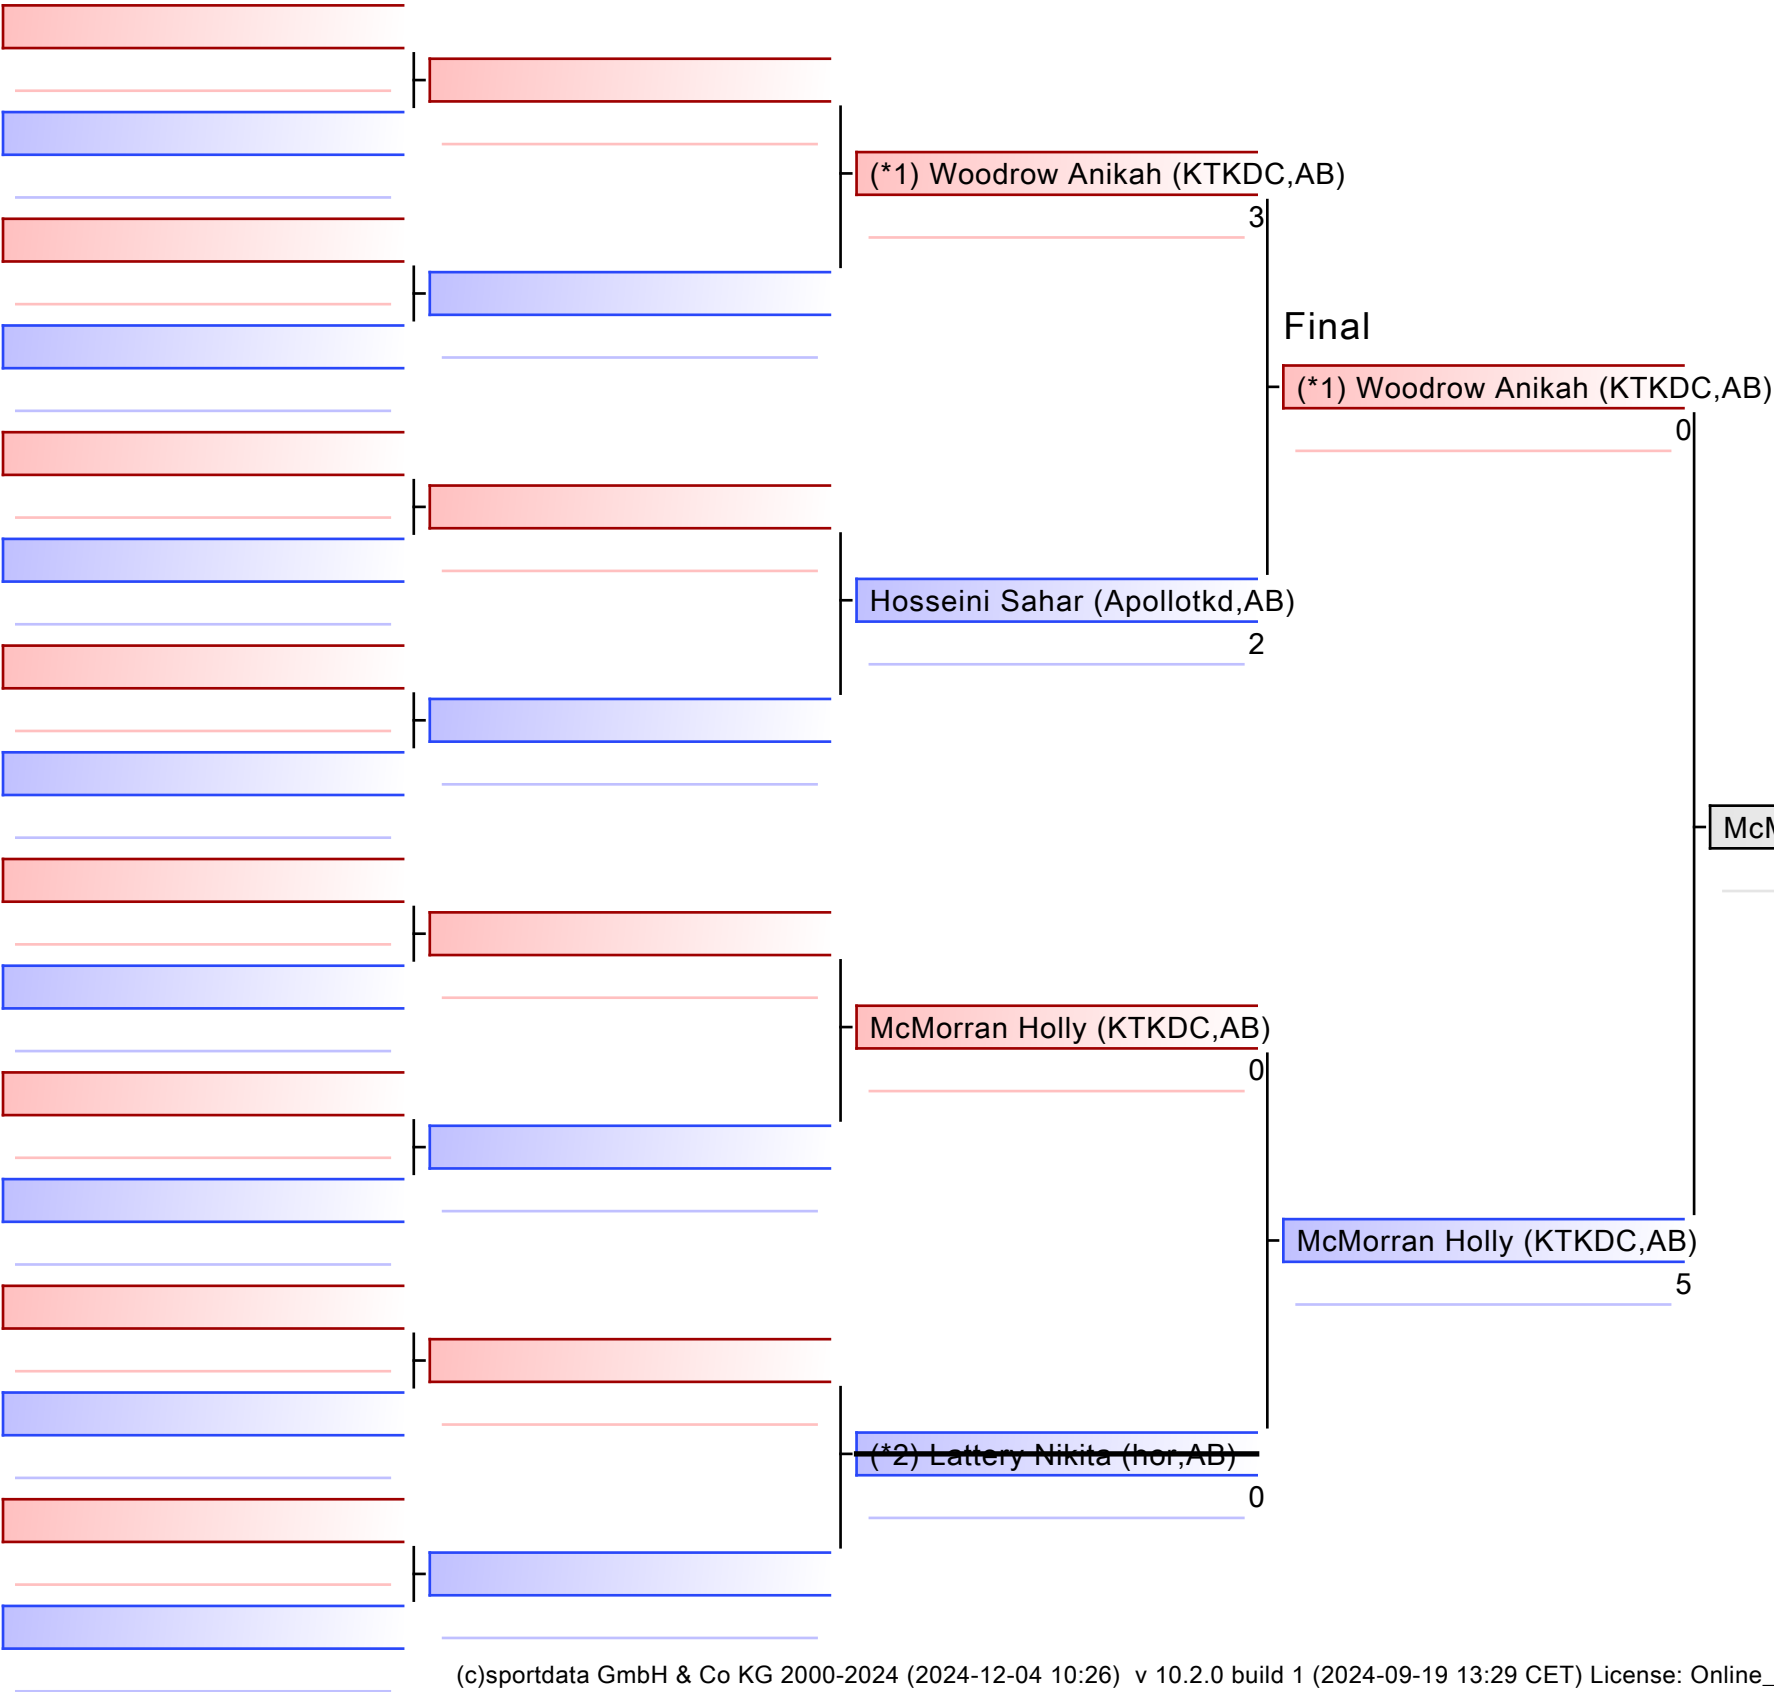 (*1) Woodrow Anikah (KTKDC,AB)
3
Final
(*1) Woodrow Anikah (KTKDC,AB)
0
Hosseini Sahar (Apollotkd,AB)
2
McM
McMorran Holly (KTKDC,AB)
0
McMorran Holly (KTKDC,AB)
5
(*2) Lattery Nikita (hor,AB)
0
(c)sportdata GmbH & Co KG 2000-2024 (2024-12-04 10:26) v 10.2.0 build 1 (2024-09-19 13:29 CET) License: Online_